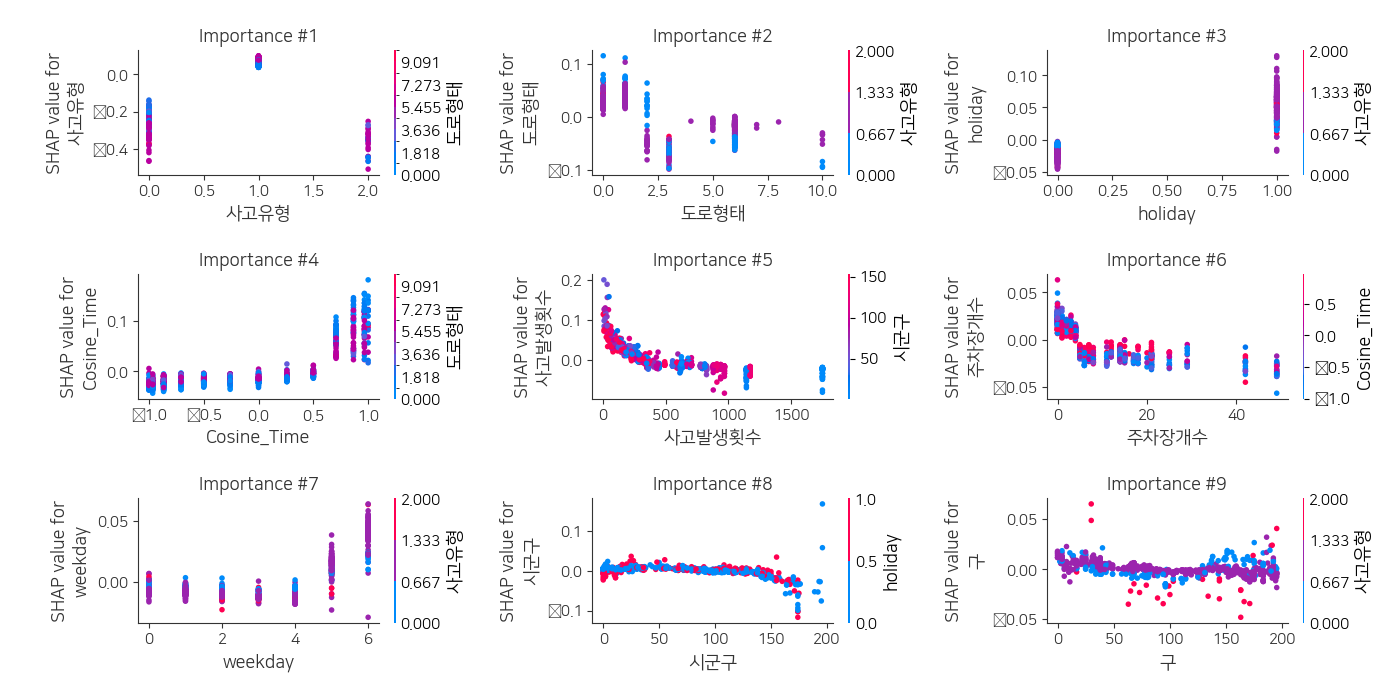 Importance #1
SHAP value for
사고유형
0.0
0.2
0.4
0.0 0.5 1.0 1.5 2.0
사고유형
9.091
7.273
5.455
3.636
1.818
0.000
도로형태
Importance #2
SHAP value for
도로형태
0.1
0.0
0.1
0.0 2.5 5.0 7.5 10.0
도로형태
2.000
1.333
0.667
0.000
사고유형
Importance #3
SHAP value for
holiday
0.10
0.05
0.00
0.05
0.00 0.25 0.50 0.75 1.00
holiday
2.000
1.333
0.667
0.000
사고유형
Importance #4
SHAP value for
Cosine_Time
0.1
0.0
1.0 0.5 0.0 0.5 1.0
Cosine_Time
9.091
7.273
5.455
3.636
1.818
0.000
도로형태
Importance #5
SHAP value for
사고발생횟수
0.2
0.1
0.0
0 500 1000 1500
사고발생횟수
150
100
50
시군구
Importance #6
SHAP value for
주차장개수
0.05
0.00
0.05
0 20 40
주차장개수
0.5
0.0
0.5
1.0
Cosine_Time
Importance #7
SHAP value for
weekday
0.05
0.00
0 2 4 6
weekday
2.000
1.333
0.667
0.000
사고유형
Importance #8
SHAP value for
시군구
0.1
0.0
0.1
0 50 100 150 200
시군구
1.0
0.5
0.0
holiday
Importance #9
SHAP value for
구
0.05
0.00
0.05
0 50 100 150 200
구
2.000
1.333
0.667
0.000
사고유형